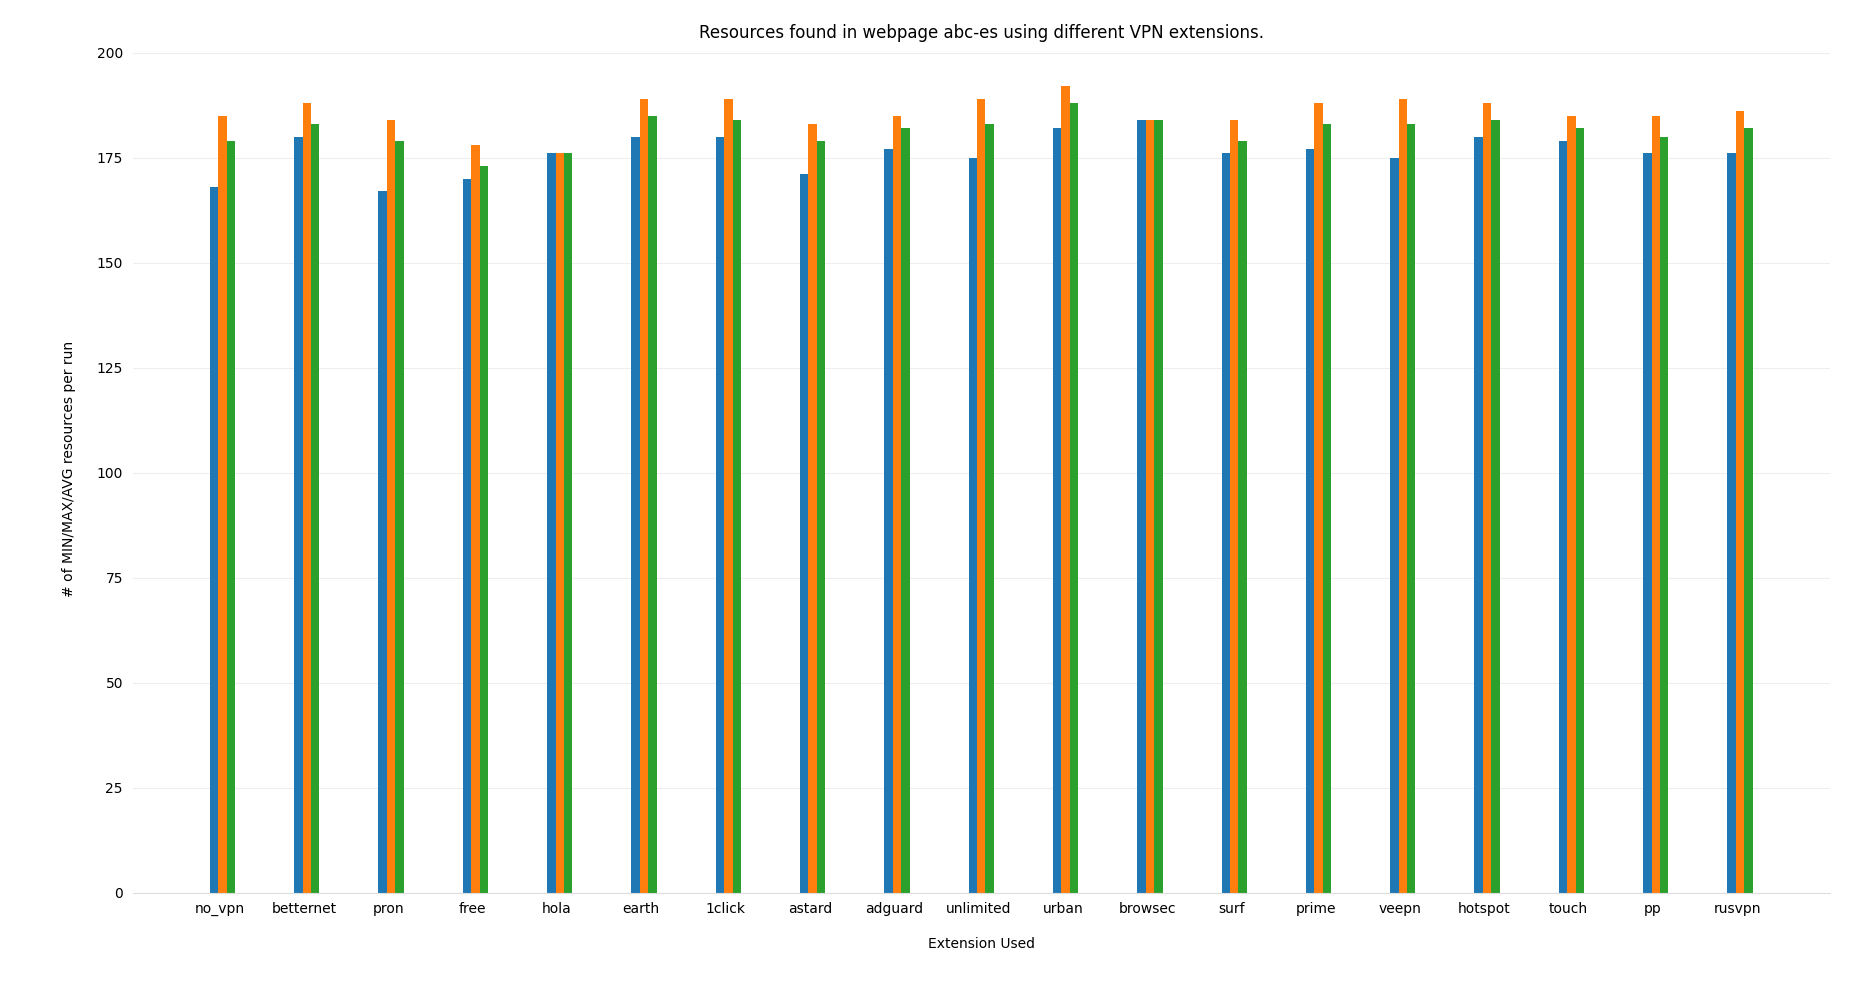 Resources found in webpage abc-es using different VPN extensions.
200
175
150
125
100
75
50
25
0
# of MIN/MAX/AVG resources per run
no_vpn betternet pron free hola earth 1click astard adguard unlimited urban browsec surf prime veepn hotspot touch pp rusvpn
Extension Used